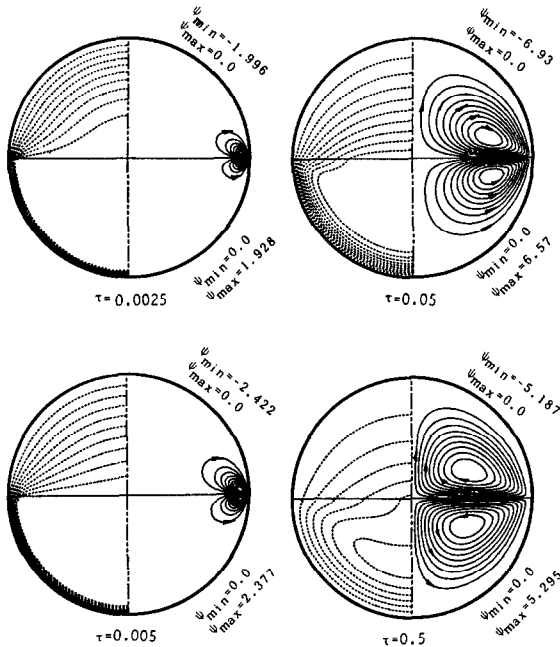 ψmin=-1.996
ψmax=0.0
ψmin=0.0
ψmax=1.928
τ=0.0025
ψmin=-6.93
ψmax=0.0
ψmin=0.0
ψmax=6.57
τ=0.05
ψmin=-2.422
ψmax=0.0
ψmin=0.0
ψmax=2.377
τ=0.005
ψmin=-5.187
ψmax=0.0
ψmin=0.0
ψmax=5.295
τ=0.5